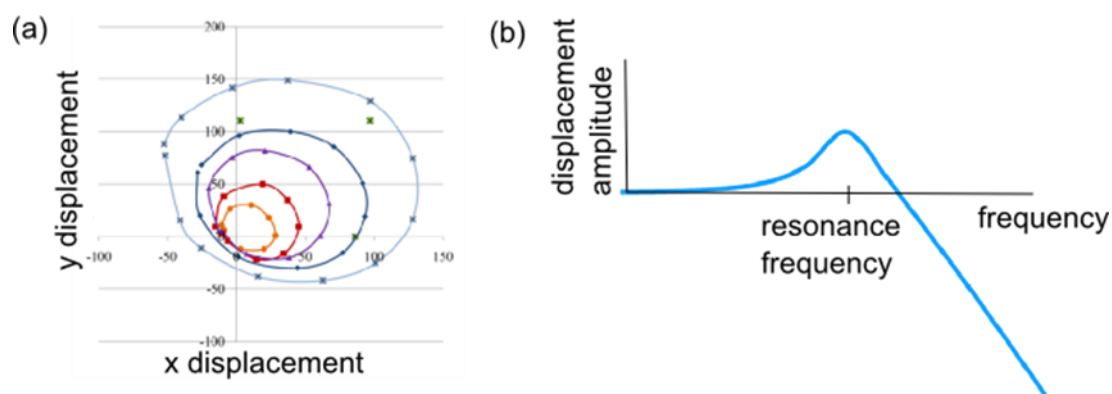 (a)
200
150
100
50
-100
-50
0
50
100
150
-50
-100
y displacement
x displacement
(b)
displacement
amplitude
resonance
frequency
frequency